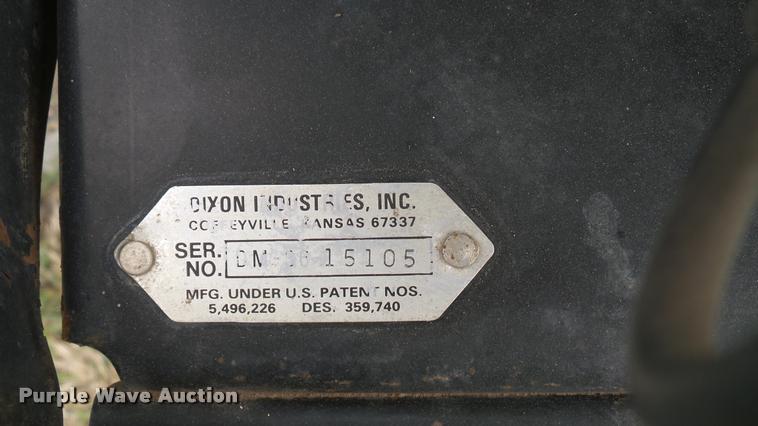 DIXON INDUSTRIES, INC.
COFFEYVILLE KANSAS 67337
SER.
NO. 15105
MFG. UNDER U.S. PATENT NOS.
5,496,226 DES. 359,740
Purple Wave Auction